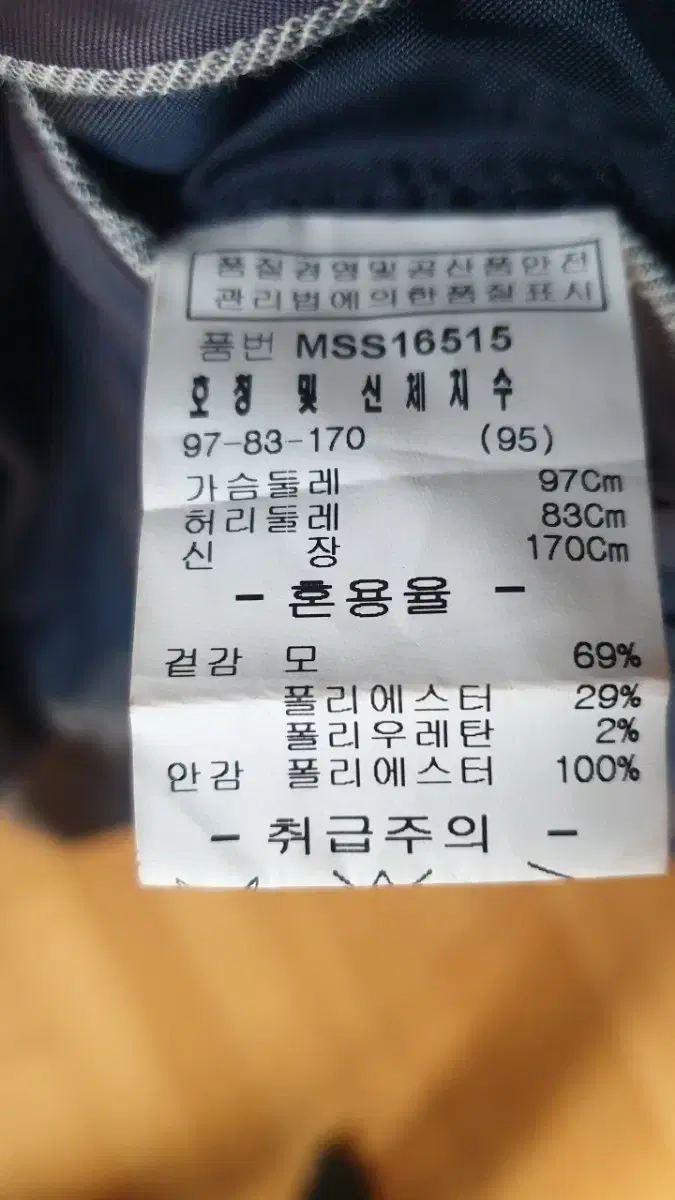 품질경영및공산품안전
관리법에의한품질표시
품번 MSS16515
호칭 및 신체치수
97-83-170 (95)
가슴둘레 97Cm
허리둘레 83Cm
신장 170Cm
- 혼용율 -
겉감 모 69%
폴리에스터 29%
폴리우레탄 2%
안감 폴리에스터 100%
- 취급주의 -